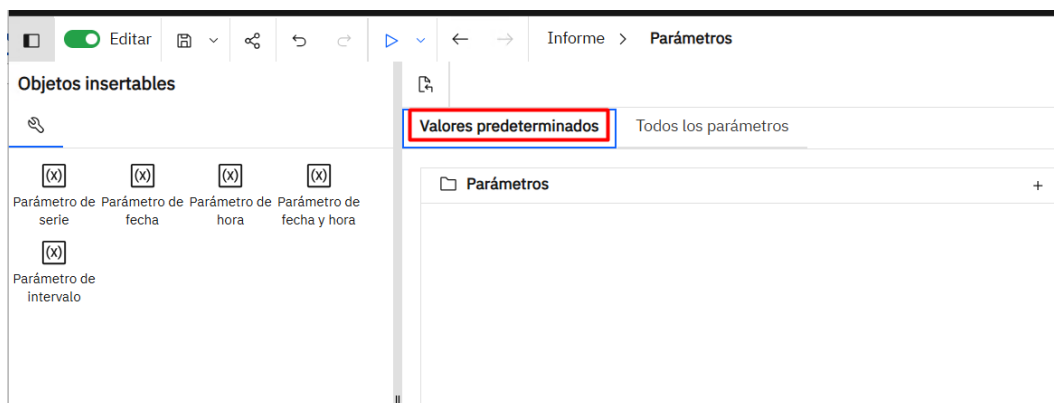 Editar
Informe > Parámetros
Objetos insertables
Valores predeterminados
Todos los parámetros
(x) (x) (x) (x)
Parámetro de serie
Parámetro de fecha
Parámetro de hora
Parámetro de fecha y hora
(x)
Parámetro de intervalo
Parámetros
+